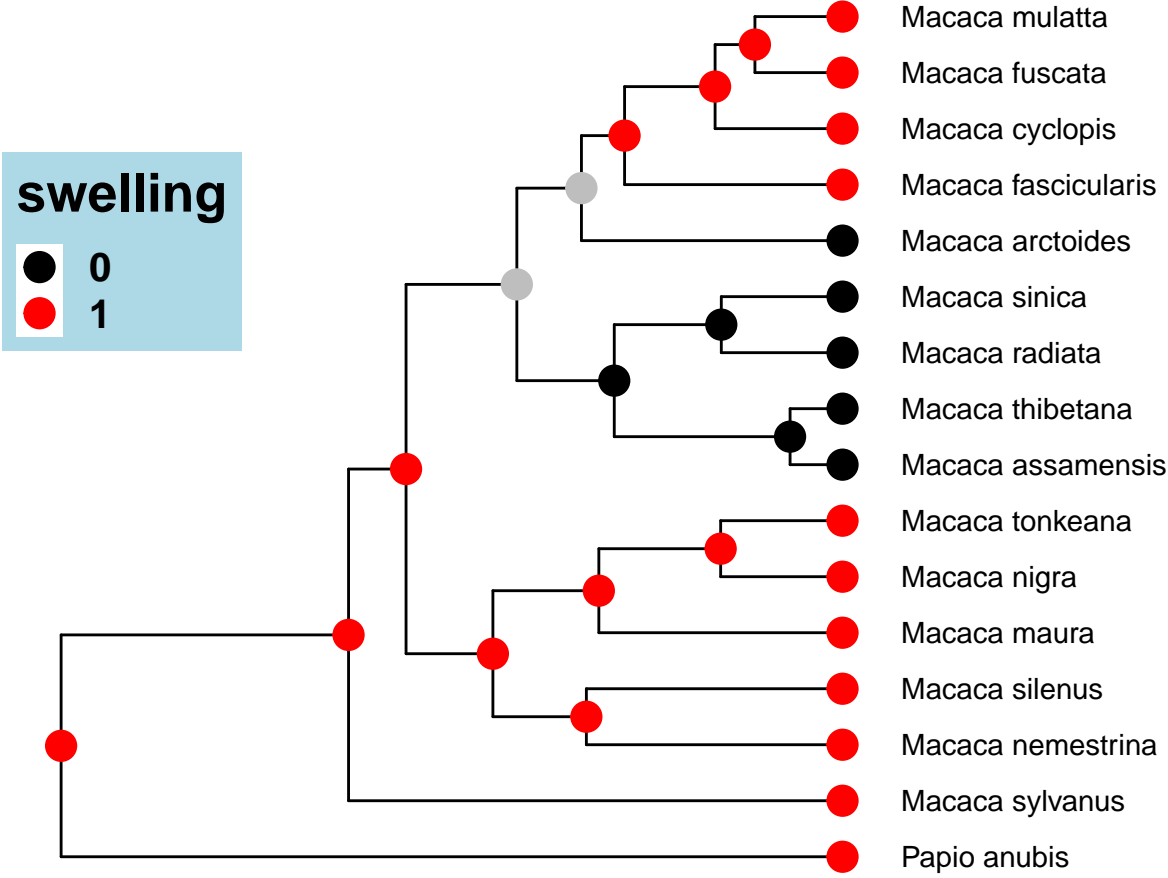 swelling
0
1
Macaca mulatta
Macaca fuscata
Macaca cyclopis
Macaca fascicularis
Macaca arctoides
Macaca sinica
Macaca radiata
Macaca thibetana
Macaca assamensis
Macaca tonkeana
Macaca nigra
Macaca maura
Macaca silenus
Macaca nemestrina
Macaca sylvanus
Papio anubis